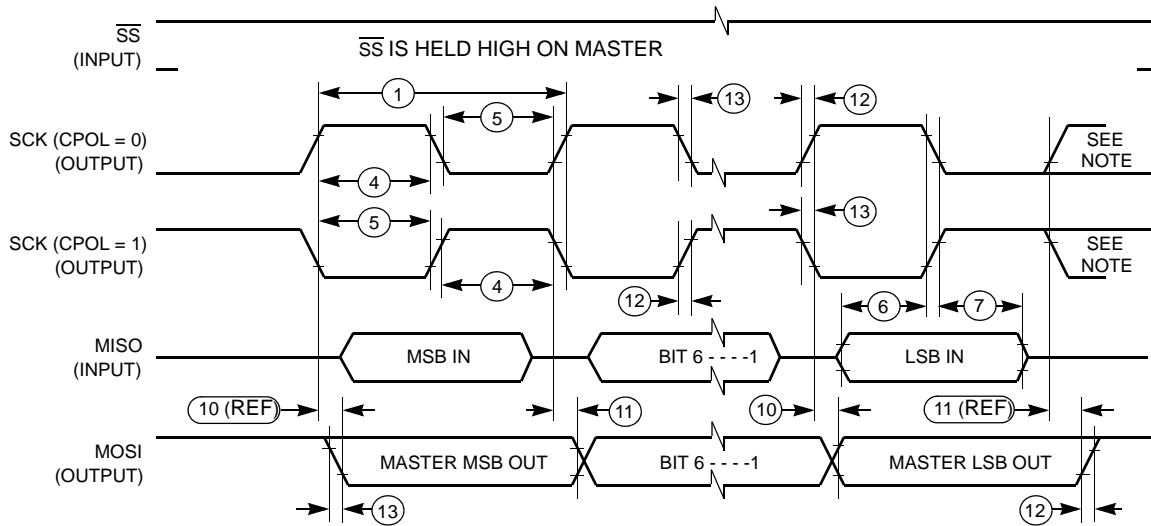 SS
(INPUT)
SS IS HELD HIGH ON MASTER
1
13
12
5
SCK (CPOL = 0)
(OUTPUT)
SEE
NOTE
4
5
13
SCK (CPOL = 1)
(OUTPUT)
SEE
NOTE
4
12
6
7
MISO
(INPUT)
MSB IN
BIT 6 - - - -1
LSB IN
10 (REF)
11
10
11 (REF)
MOSI
(OUTPUT)
MASTER MSB OUT
BIT 6 - - - -1
MASTER LSB OUT
13
12